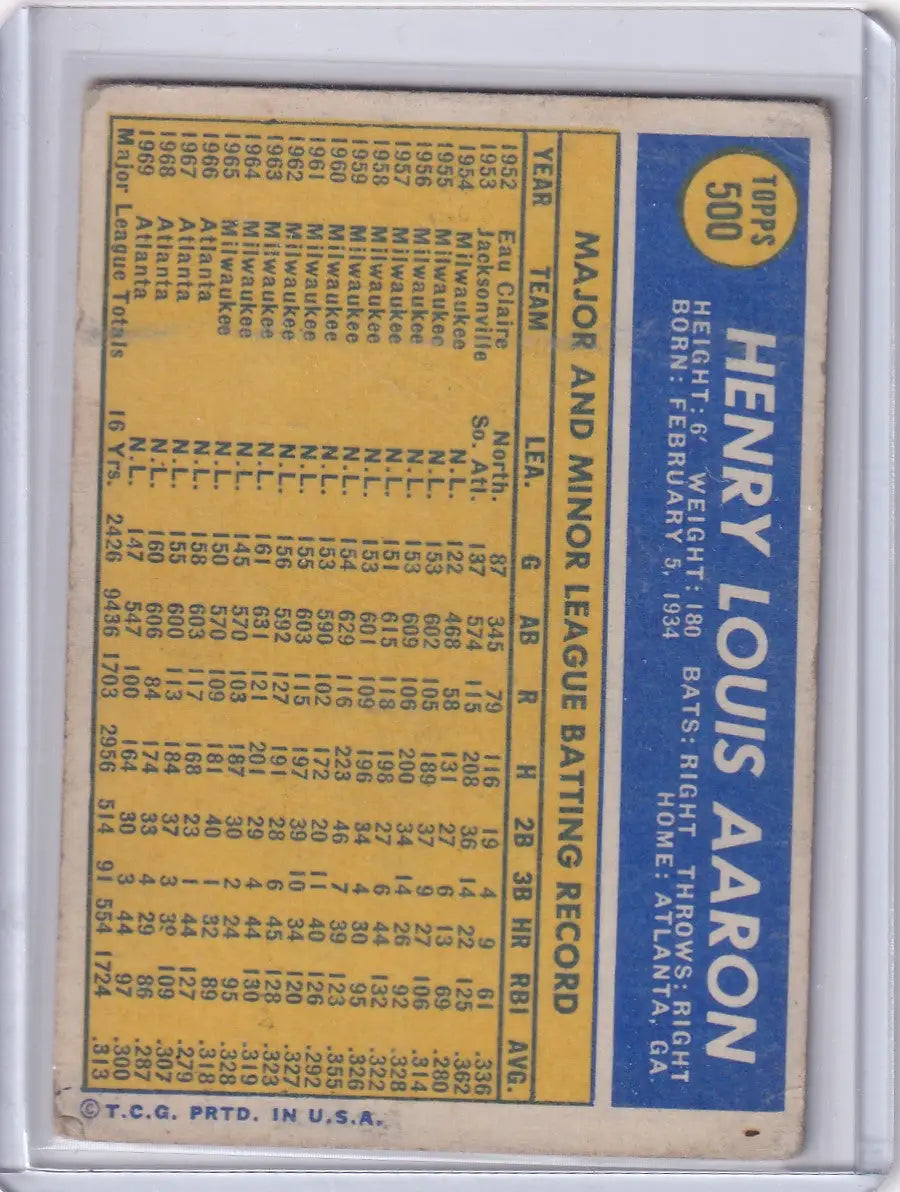 TOPPS
500
HENRY LOUIS AARON
HEIGHT: 6′ WEIGHT: 180 BATS: RIGHT THROWS: RIGHT
BORN: FEBRUARY 5, 1934 HOME: ATLANTA, GA.
MAJOR AND MINOR LEAGUE BATTING RECORD
YEAR TEAM LEA. G AB R H 2B 3B HR RBI AVG.
1952 Eau Claire North. 87 345 79 116 19 4 9 61 .336
1953 Jacksonville So. Atl. 137 574 115 208 36 14 22 125 .362
1954 Milwaukee N.L. 122 468 58 131 27 6 13 69 .280
1955 Milwaukee N.L. 153 602 105 189 37 9 27 106 .314
1956 Milwaukee N.L. 153 609 106 200 34 14 26 92 .328
1957 Milwaukee N.L. 151 615 118 198 27 6 44 132 .322
1958 Milwaukee N.L. 153 601 109 196 34 4 30 95 .326
1959 Milwaukee N.L. 154 629 116 223 46 7 39 123 .355
1960 Milwaukee N.L. 153 590 102 172 20 11 40 126 .292
1961 Milwaukee N.L. 155 603 115 197 39 10 34 120 .327
1962 Milwaukee N.L. 156 592 127 191 28 6 45 128 .323
1963 Milwaukee N.L. 161 631 121 201 29 4 44 130 .319
1964 Milwaukee N.L. 145 570 103 187 30 2 24 95 .328
1965 Milwaukee N.L. 150 570 109 181 40 1 32 89 .318
1966 Atlanta N.L. 158 603 117 168 23 1 44 127 .279
1967 Atlanta N.L. 155 600 113 184 37 3 39 109 .307
1968 Atlanta N.L. 160 606 84 174 33 4 29 86 .287
1969 Atlanta N.L. 147 547 100 164 30 3 44 97 .300
Major League Totals 16 Yrs. 2426 9436 1703 2956 514 91 554 1724 .313
© T.C.G. PRTD. IN U.S.A.